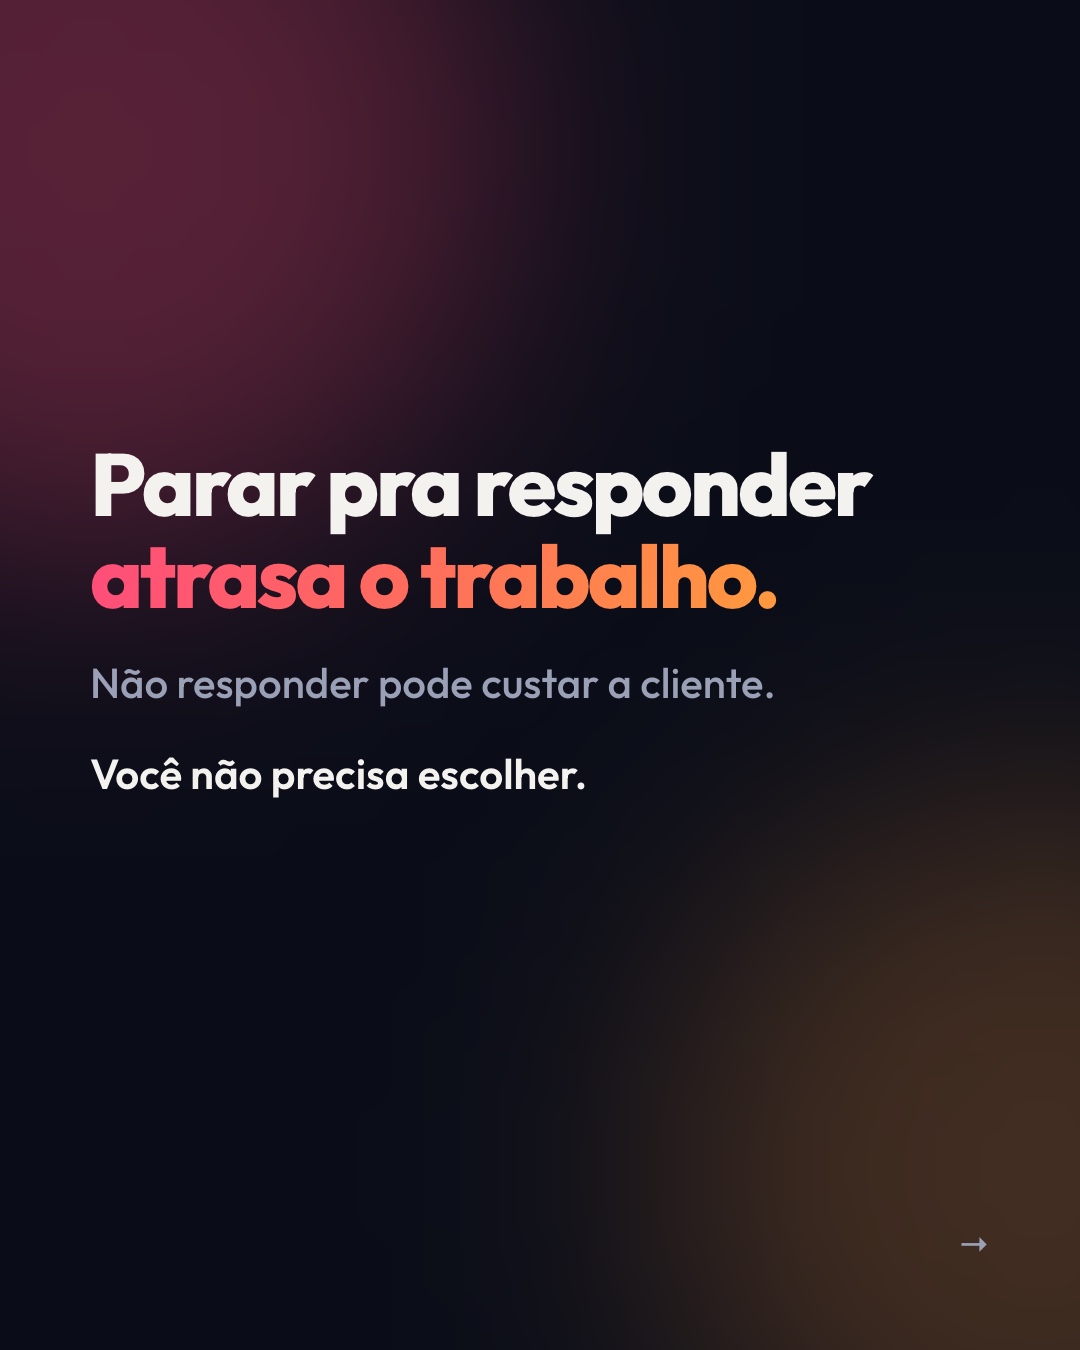 Parar pra responder
atrasa o trabalho.
Não responder pode custar a cliente.
Você não precisa escolher.
→